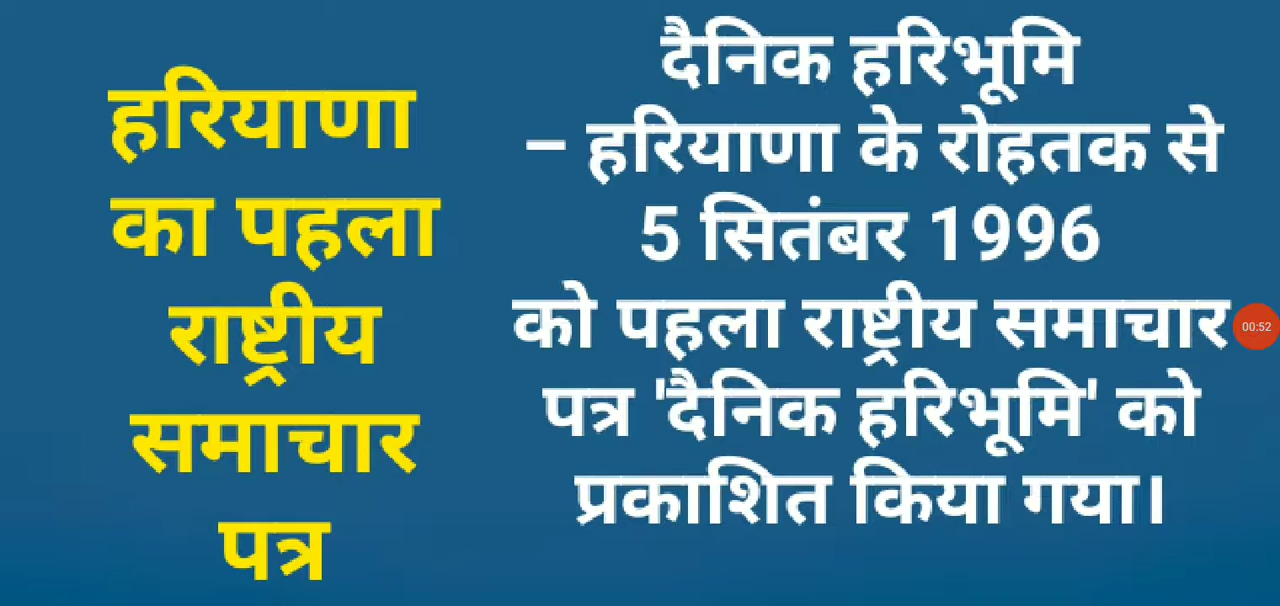 हरियाणा
का पहला
राष्ट्रीय
समाचार
पत्र
दैनिक हरिभूमि
– हरियाणा के रोहतक से
5 सितंबर 1996
को पहला राष्ट्रीय समाचार
पत्र 'दैनिक हरिभूमि' को
प्रकाशित किया गया।
00:52